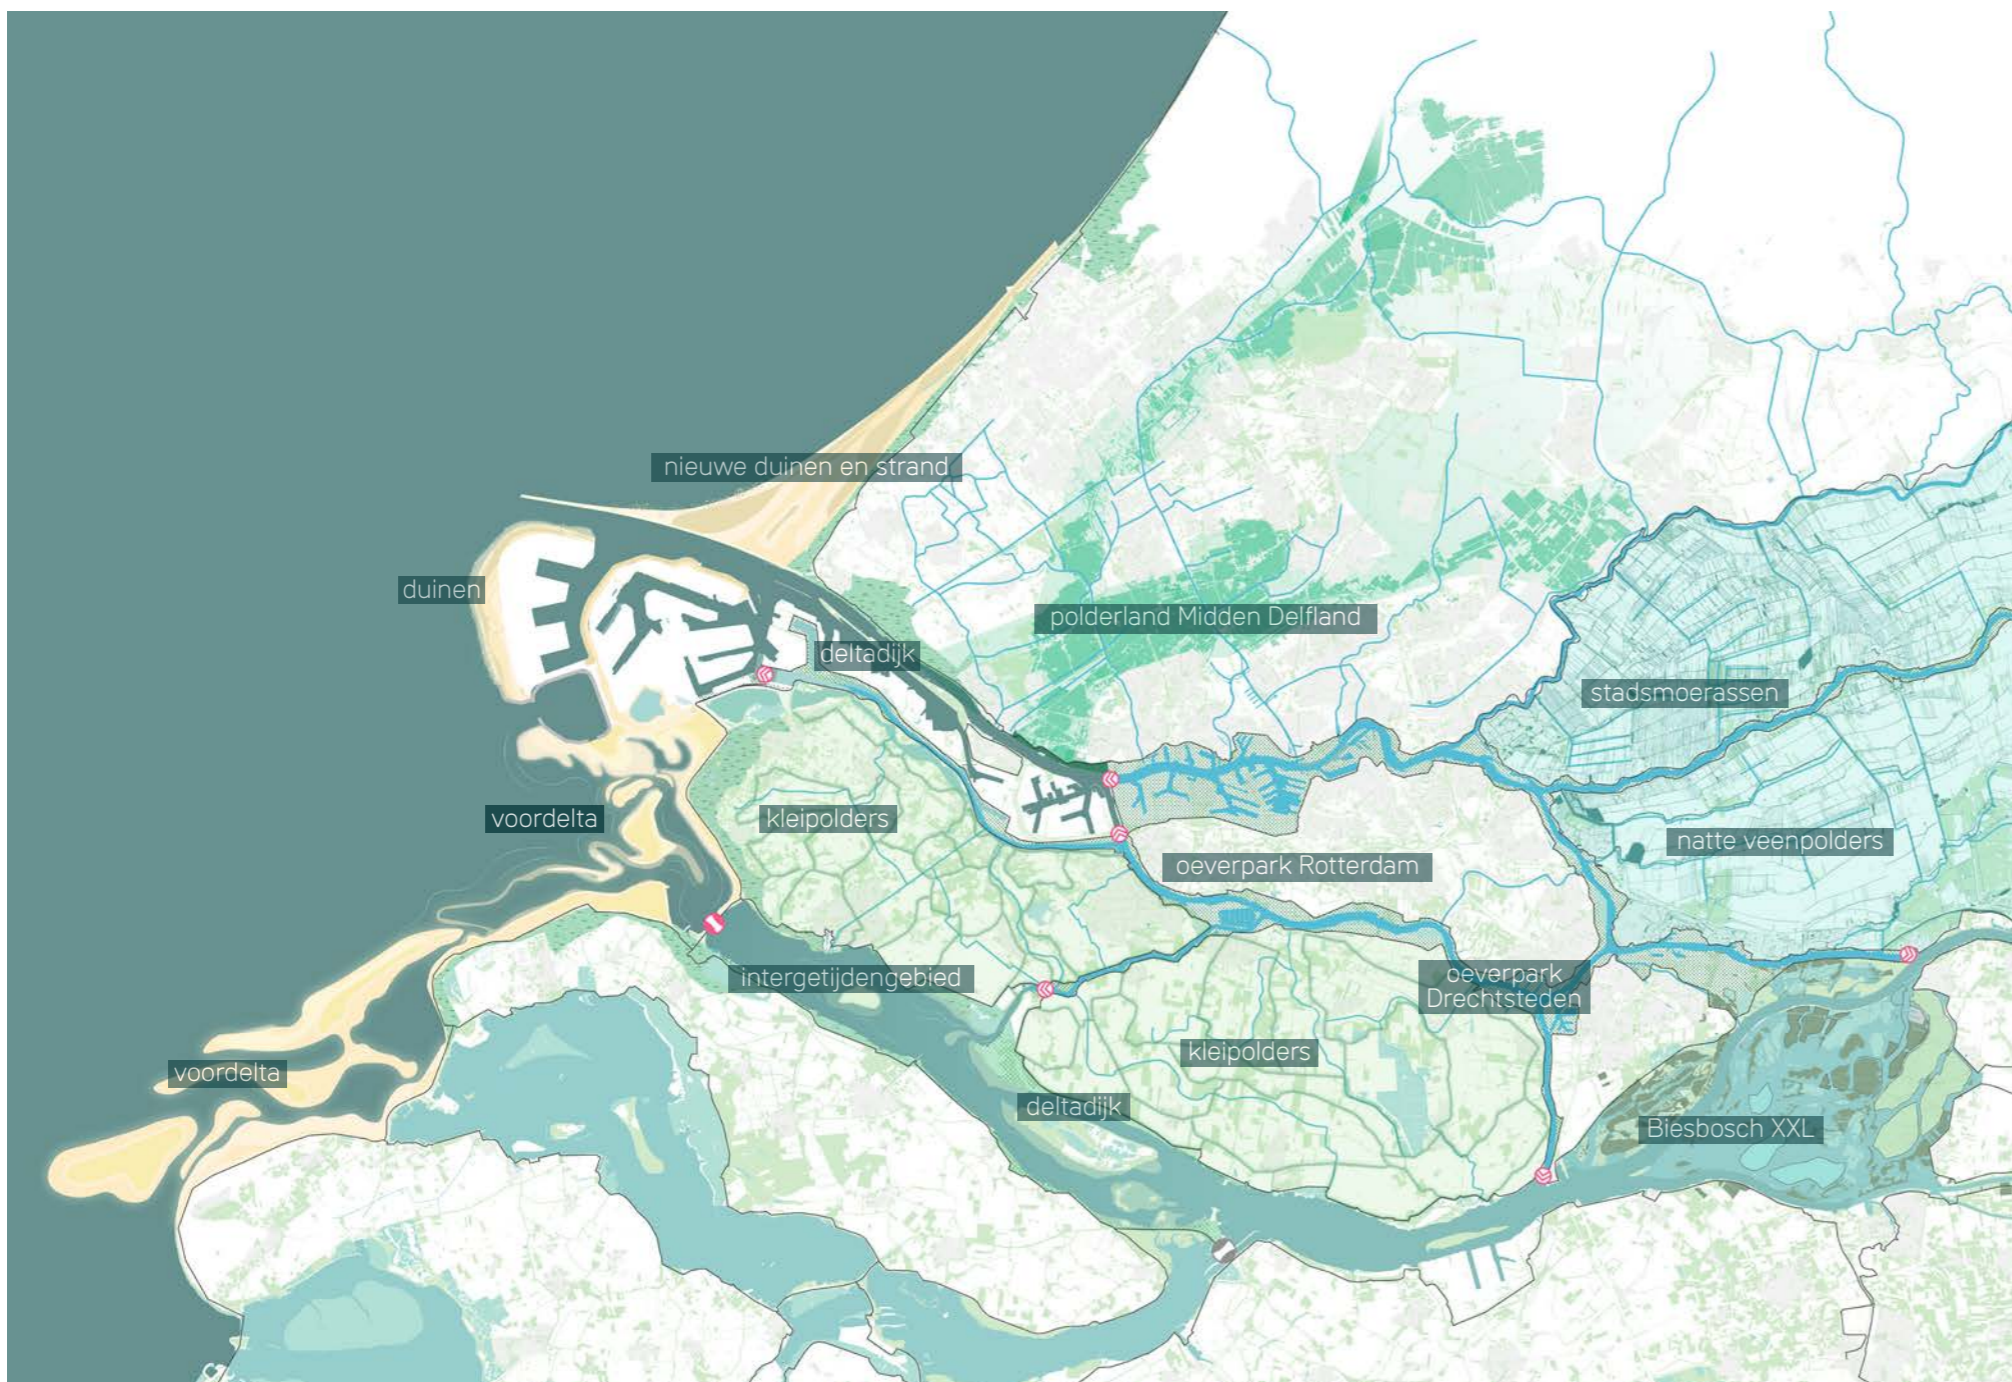 nieuwe duinen en strand
duinen
polderland Midden Delfland
deltadijk
stadsmoerassen
voordelta
kleipolders
natte veenpolders
oeverpark Rotterdam
intergetijdengebied
oeverpark
Drechtsteden
voordelta
kleipolders
deltadijk
Biesbosch XXL